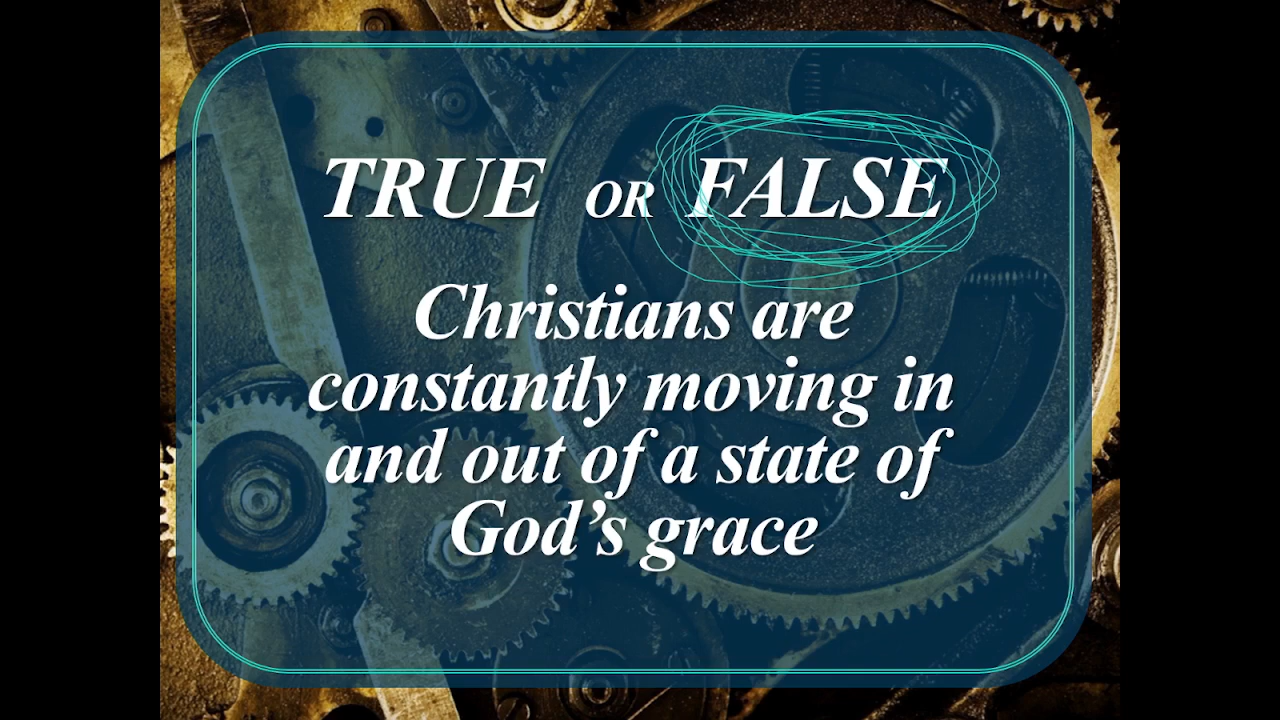 TRUE OR FALSE
Christians are
constantly moving in
and out of a state of
God’s grace